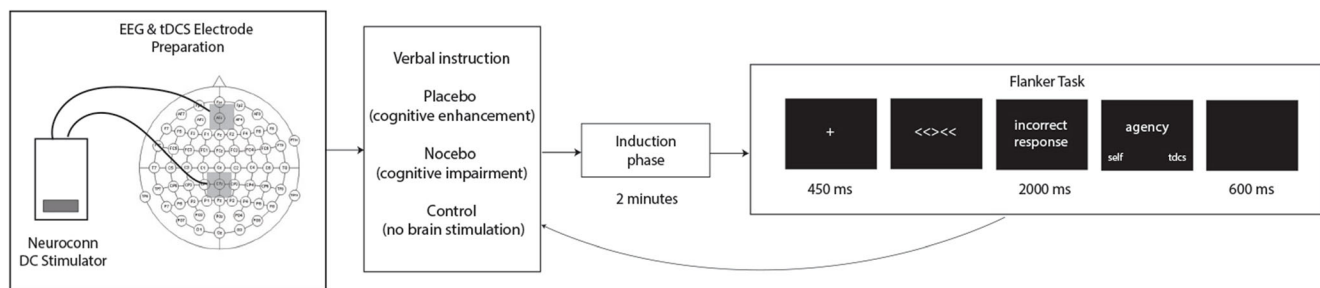 EEG & tDCS Electrode
Preparation
Neuroconn
DC Stimulator
Verbal instruction
Placebo
(cognitive enhancement)
Nocebo
(cognitive impairment)
Control
(no brain stimulation)
Induction
phase
2 minutes
Flanker Task
+
<<><<
incorrect
response
agency
self tdcs
450 ms
2000 ms
600 ms